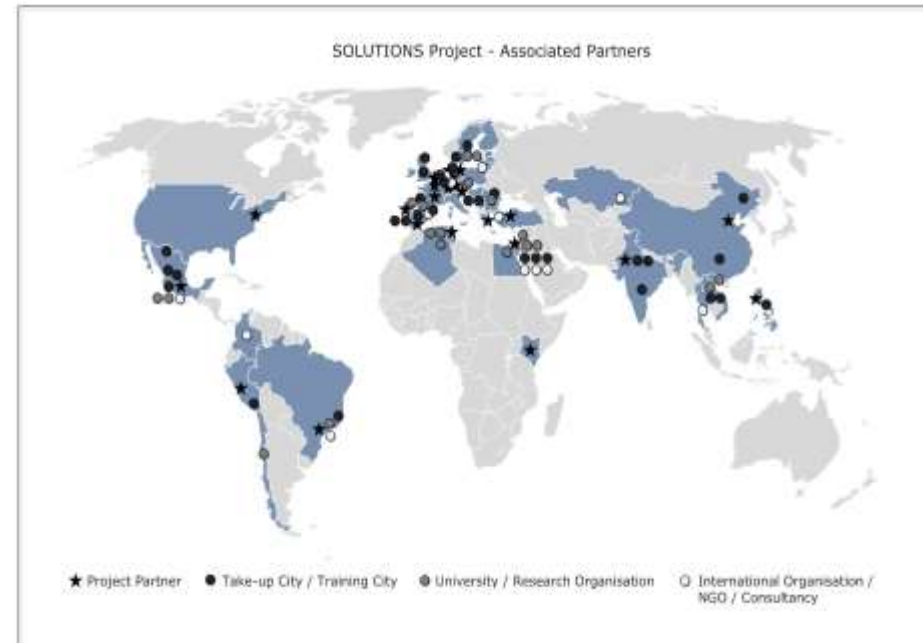 SOLUTIONS Project - Associated Partners
Project Partner
Take-up City / Training City
University / Research Organisation
International Organisation /
NGO / Consultancy